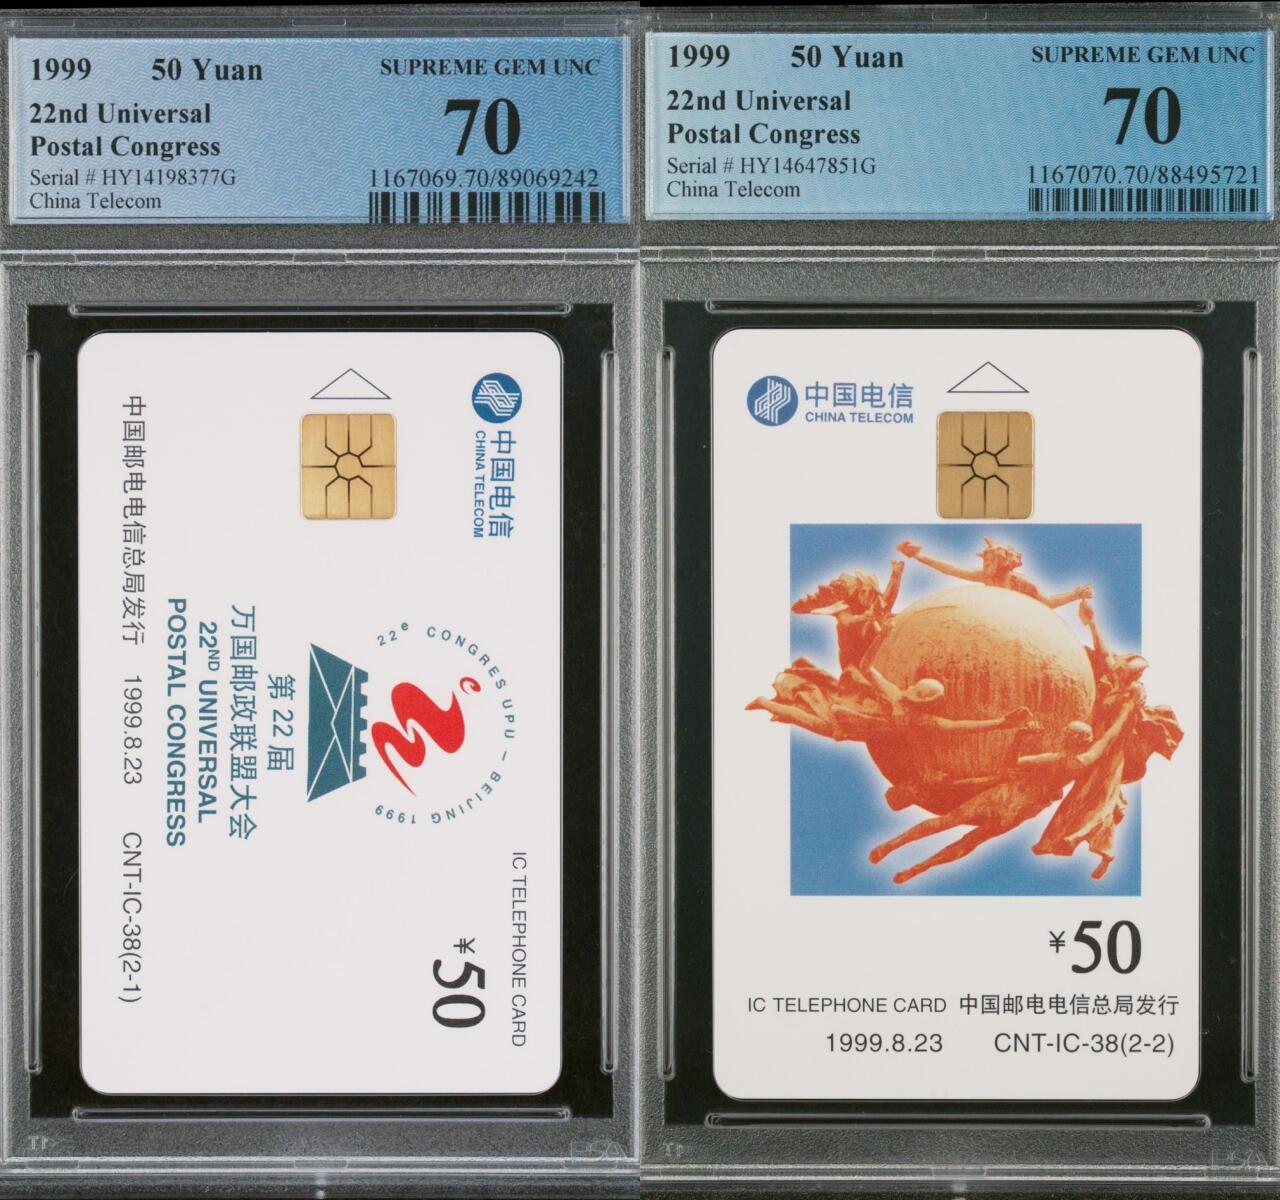 1999 50 Yuan
SUPREME GEM UNC
22nd Universal
Postal Congress
70
Serial # HY14198377G
China Telecom
1167069.70/89069242
中国电信
CHINA TELECOM
IC TELEPHONE CARD
¥50
22e CONGRES UPU – BEIJING 1999
第22届
万国邮政联盟大会
22ND UNIVERSAL
POSTAL CONGRESS
中国邮电电信总局发行 1999.8.23 CNT-IC-38(2-1)
1999 50 Yuan
SUPREME GEM UNC
22nd Universal
Postal Congress
70
Serial # HY14647851G
China Telecom
1167070.70/88495721
中国电信
CHINA TELECOM
¥50
IC TELEPHONE CARD 中国邮电电信总局发行
1999.8.23 CNT-IC-38(2-2)